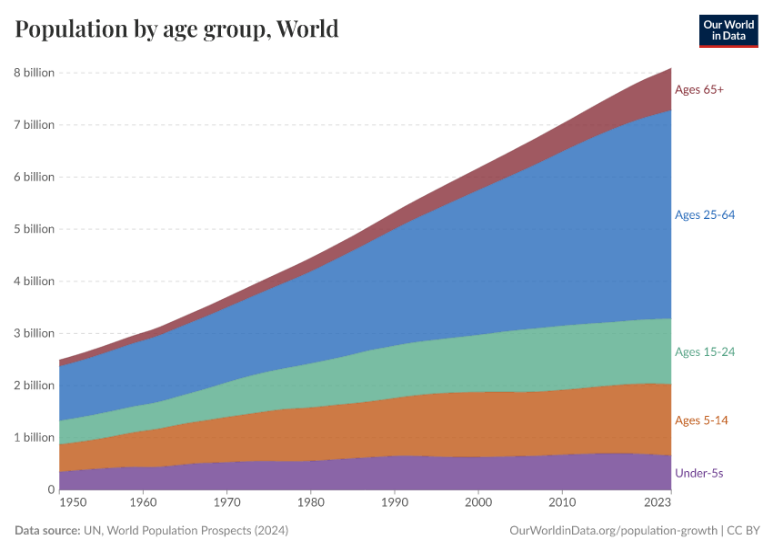 Population by age group, World
Our World
in Data
8 billion
7 billion
6 billion
5 billion
4 billion
3 billion
2 billion
1 billion
0
Ages 65+
Ages 25-64
Ages 15-24
Ages 5-14
Under-5s
1950 1960 1970 1980 1990 2000 2010 2023
Data source: UN, World Population Prospects (2024)
OurWorldinData.org/population-growth | CC BY